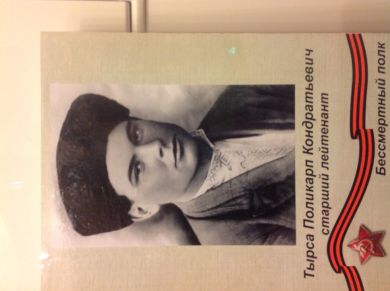 Тырса Поликарп Кондратьевич
старший лейтенант
Бессмертный полк